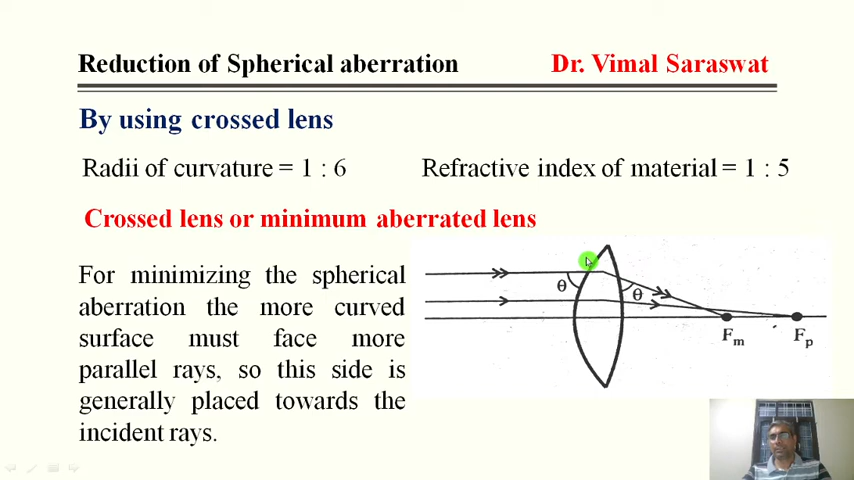 Reduction of Spherical aberration
Dr. Vimal Saraswat
By using crossed lens
Radii of curvature = 1 : 6
Refractive index of material = 1 : 5
Crossed lens or minimum aberrated lens
For minimizing the spherical
aberration the more curved
surface must face more
parallel rays, so this side is
generally placed towards the
incident rays.
θ
θ
Fm
Fp